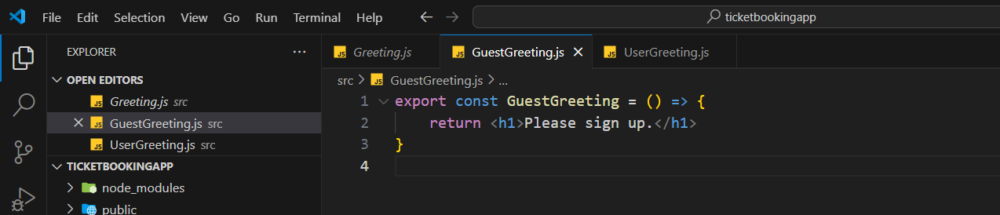 File Edit Selection View Go Run Terminal Help ticketbookingapp
EXPLORER
OPEN EDITORS
JS Greeting.js src
JS GuestGreeting.js src
JS UserGreeting.js src
TICKETBOOKINGAPP
node_modules
public
JS Greeting.js JS GuestGreeting.js JS UserGreeting.js
src > JS GuestGreeting.js > ...
1 export const GuestGreeting = () => {
2 return <h1>Please sign up.</h1>
3 }
4